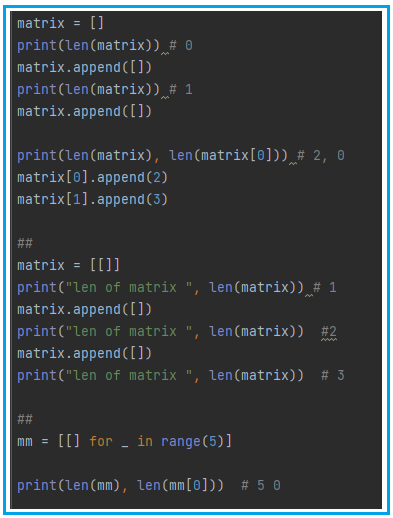 matrix = []
print(len(matrix)) # 0
matrix.append([])
print(len(matrix)) # 1
matrix.append([])
print(len(matrix), len(matrix[0])) # 2, 0
matrix[0].append(2)
matrix[1].append(3)
##
matrix = [[]]
print("len of matrix ", len(matrix)) # 1
matrix.append([])
print("len of matrix ", len(matrix))  #2
matrix.append([])
print("len of matrix ", len(matrix))  # 3
##
mm = [[] for _ in range(5)]
print(len(mm), len(mm[0]))  # 5 0